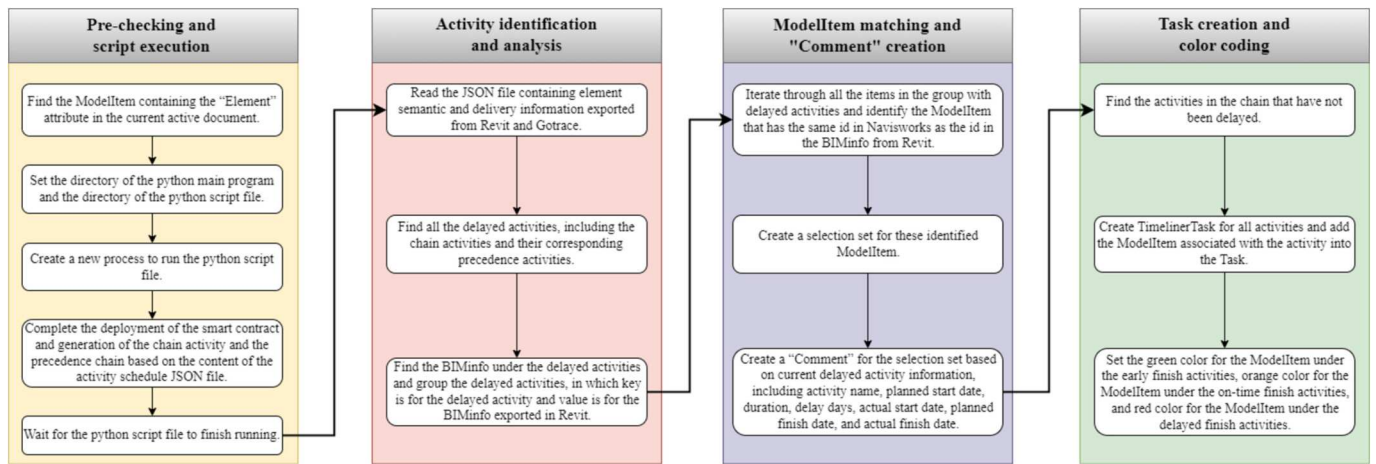 Pre-checking and
script execution
Find the ModelItem containing the “Element”
attribute in the current active document.
Set the directory of the python main program
and the directory of the python script file.
Create a new process to run the python script
file.
Complete the deployment of the smart contract
and generation of the chain activity and the
precedence chain based on the content of the
activity schedule JSON file.
Wait for the python script file to finish running.
Activity identification
and analysis
Read the JSON file containing element
semantic and delivery information exported
from Revit and Gotrace.
Find all the delayed activities, including the
chain activities and their corresponding
precedence activities.
Find the BIMinfo under the delayed activities
and group the delayed activities, in which key
is for the delayed activity and value is for the
BIMinfo exported in Revit.
ModelItem matching and
"Comment" creation
Iterate through all the items in the group with
delayed activities and identify the ModelItem
that has the same id in Navisworks as the id in
the BIMinfo from Revit.
Create a selection set for these identified
ModelItem.
Create a “Comment” for the selection set based
on current delayed activity information,
including activity name, planned start date,
duration, delay days, actual start date, planned
finish date, and actual finish date.
Task creation and
color coding
Find the activities in the chain that have not
been delayed.
Create TimelinerTask for all activities and add
the ModelItem associated with the activity into
the Task.
Set the green color for the ModelItem under
the early finish activities, orange color for the
ModelItem under the on-time finish activities,
and red color for the ModelItem under the
delayed finish activities.